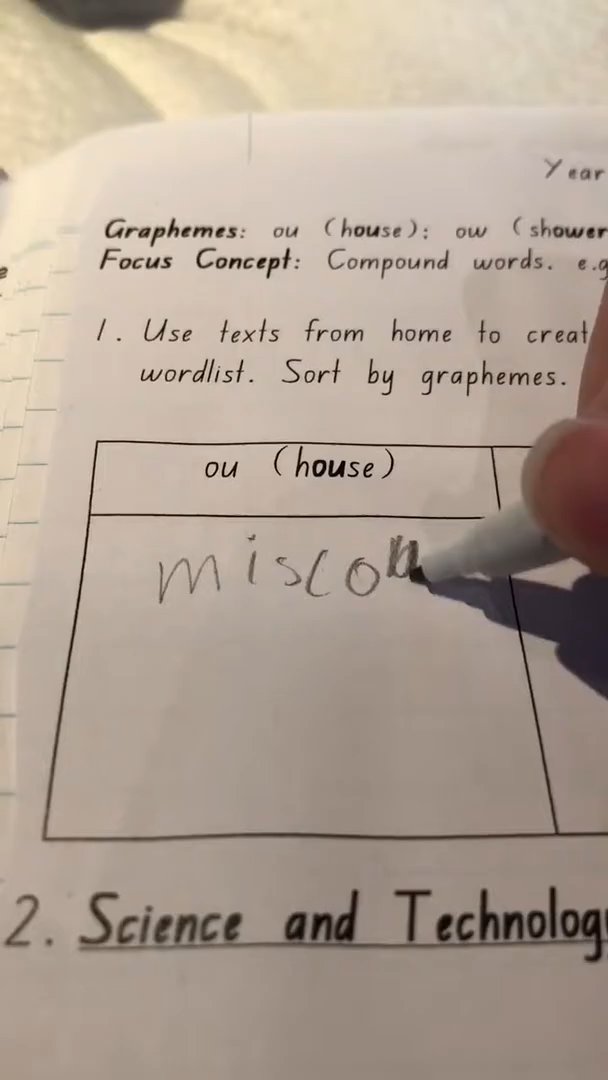 Year
Graphemes: ou (house): ow (shower
Focus Concept: Compound words. e.g
1. Use texts from home to creat
wordlist. Sort by graphemes.
ou (house)
miscou
2. Science and Technology